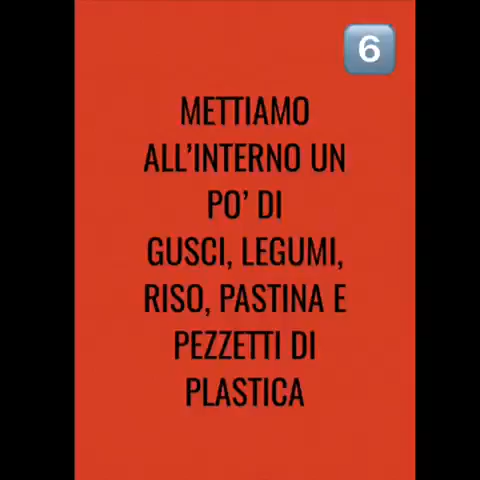 6
METTIAMO
ALL’INTERNO UN
PO’ DI
GUSCI, LEGUMI,
RISO, PASTINA E
PEZZETTI DI
PLASTICA